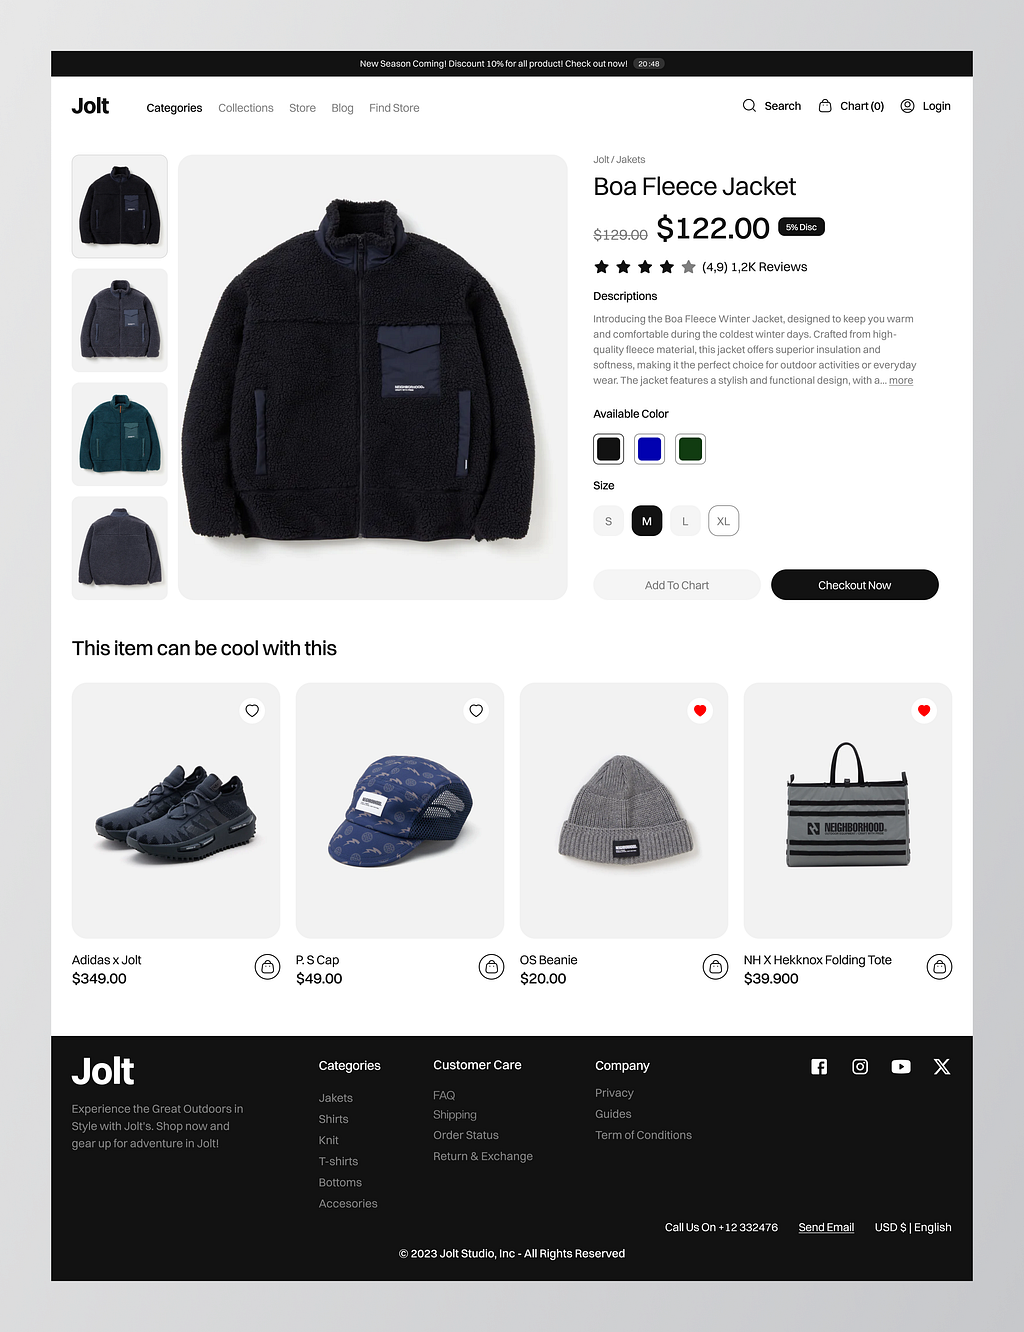 New Season Coming! Discount 10% for all product! Check out now! 20:48
Jolt
Categories
Collections
Store
Blog
Find Store
Search
Chart (0)
Login
Jolt / Jakets
Boa Fleece Jacket
$129.00 $122.00 5% Disc
(4,9) 1,2K Reviews
Descriptions
Introducing the Boa Fleece Winter Jacket, designed to keep you warm
and comfortable during the coldest winter days. Crafted from high-
quality fleece material, this jacket offers superior insulation and
softness, making it the perfect choice for outdoor activities or everyday
wear. The jacket features a stylish and functional design, with a... more
Available Color
Size
S
M
L
XL
Add To Chart
Checkout Now
NEIGHBORHOOD.
This item can be cool with this
NEIGHBORHOOD.
Adidas x Jolt
$349.00
P. S Cap
$49.00
OS Beanie
$20.00
NH X Hekknox Folding Tote
$39.900
Jolt
Experience the Great Outdoors in
Style with Jolt's. Shop now and
gear up for adventure in Jolt!
Categories
Jakets
Shirts
Knit
T-shirts
Bottoms
Accesories
Customer Care
FAQ
Shipping
Order Status
Return & Exchange
Company
Privacy
Guides
Term of Conditions
Call Us On +12 332476
Send Email
USD $ | English
© 2023 Jolt Studio, Inc - All Rights Reserved